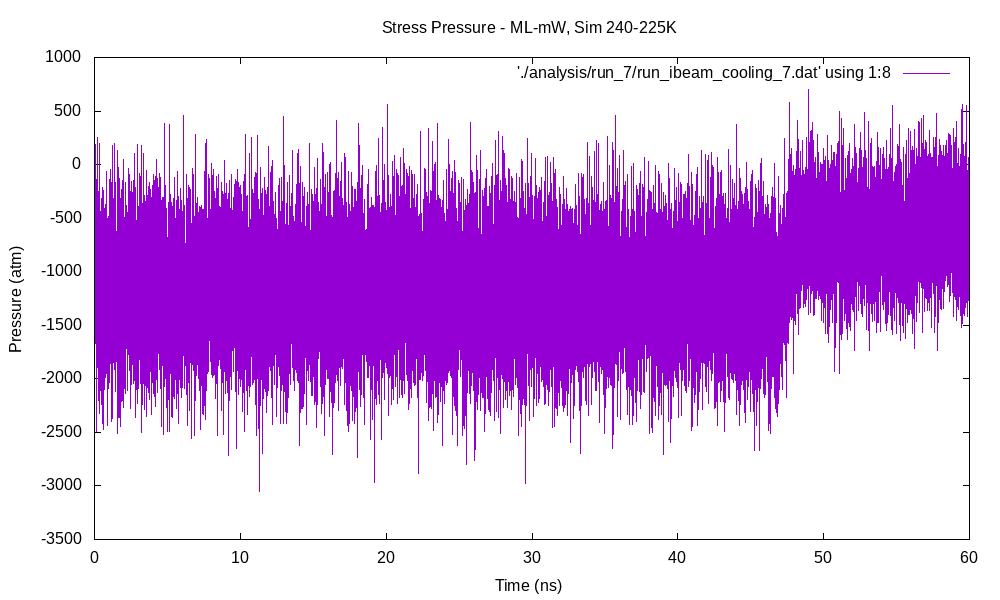 Stress Pressure - ML-mW, Sim 240-225K
'./analysis/run_7/run_ibeam_cooling_7.dat' using 1:8
1000
500
0
-500
-1000
-1500
-2000
-2500
-3000
-3500
Pressure (atm)
0 10 20 30 40 50 60
Time (ns)